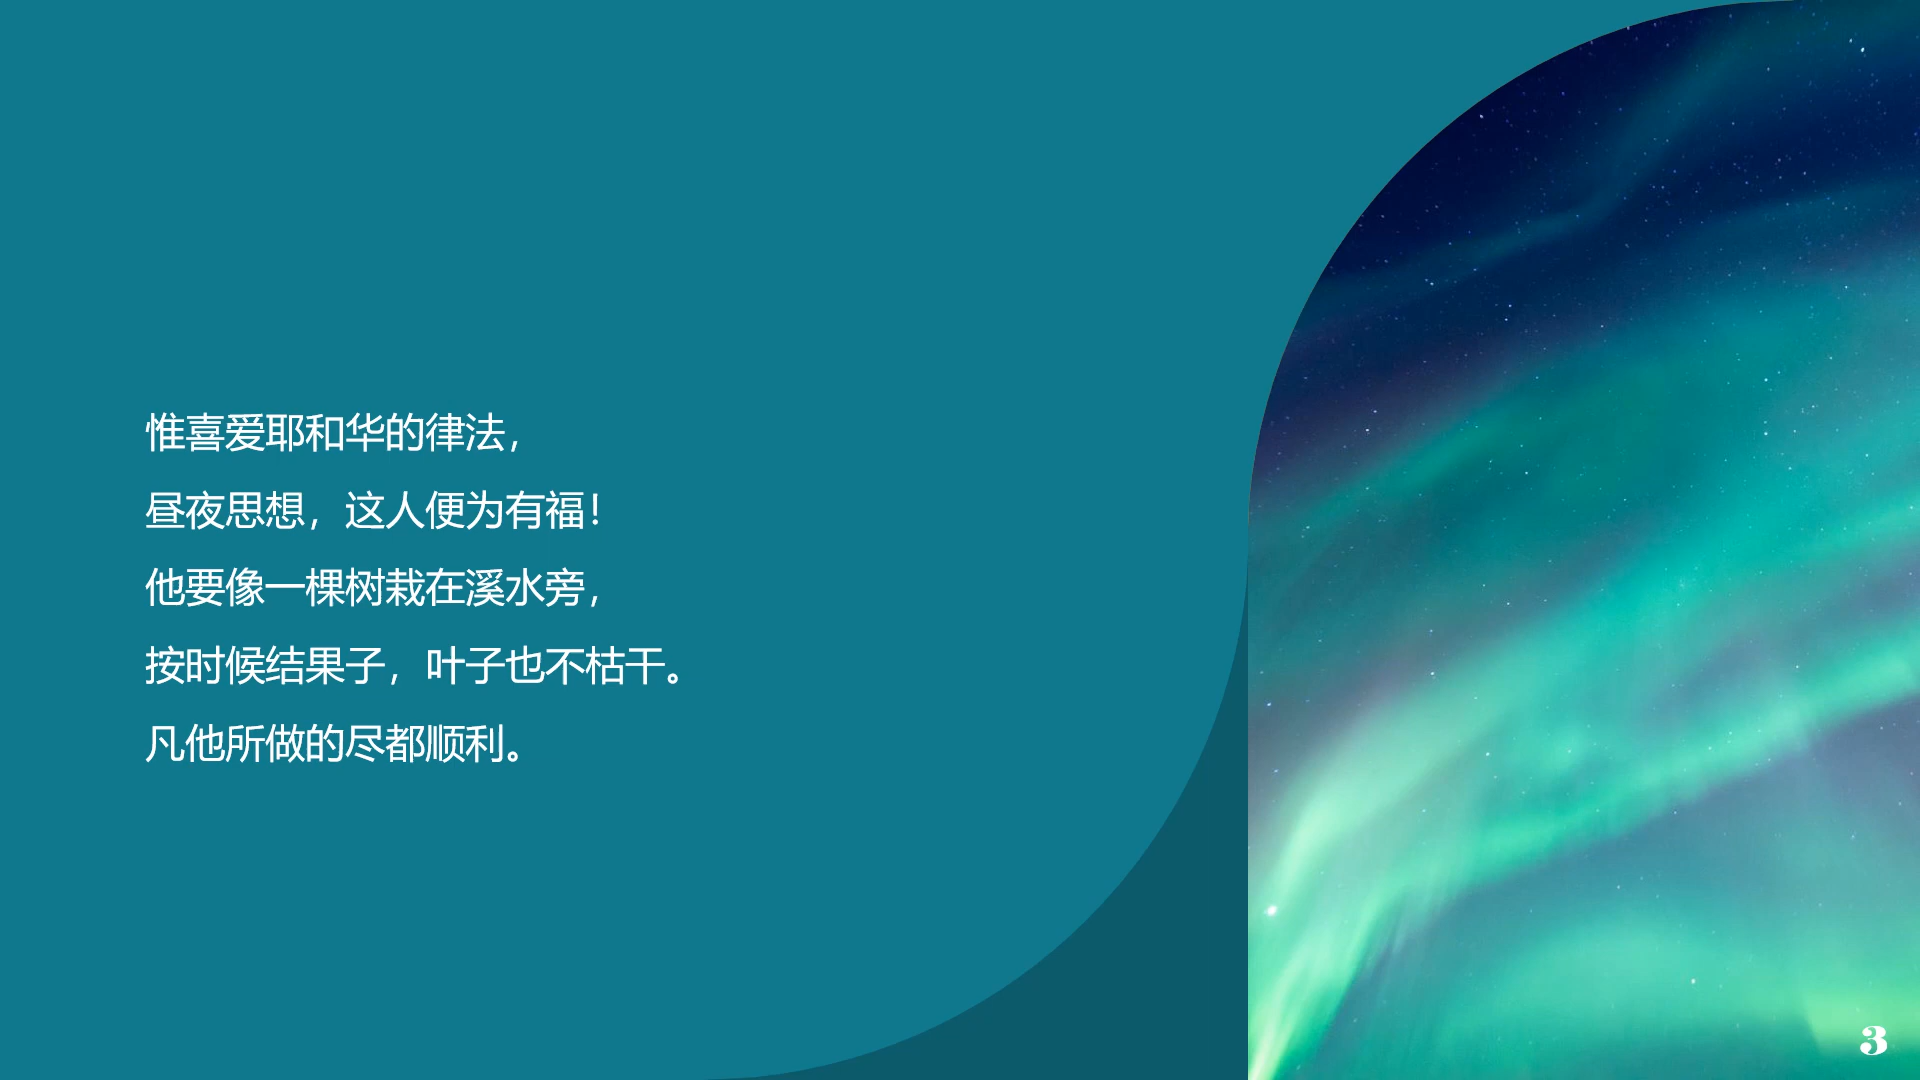 惟喜爱耶和华的律法，
昼夜思想，这人便为有福！
他要像一棵树栽在溪水旁，
按时候结果子，叶子也不枯干。
凡他所做的尽都顺利。
3